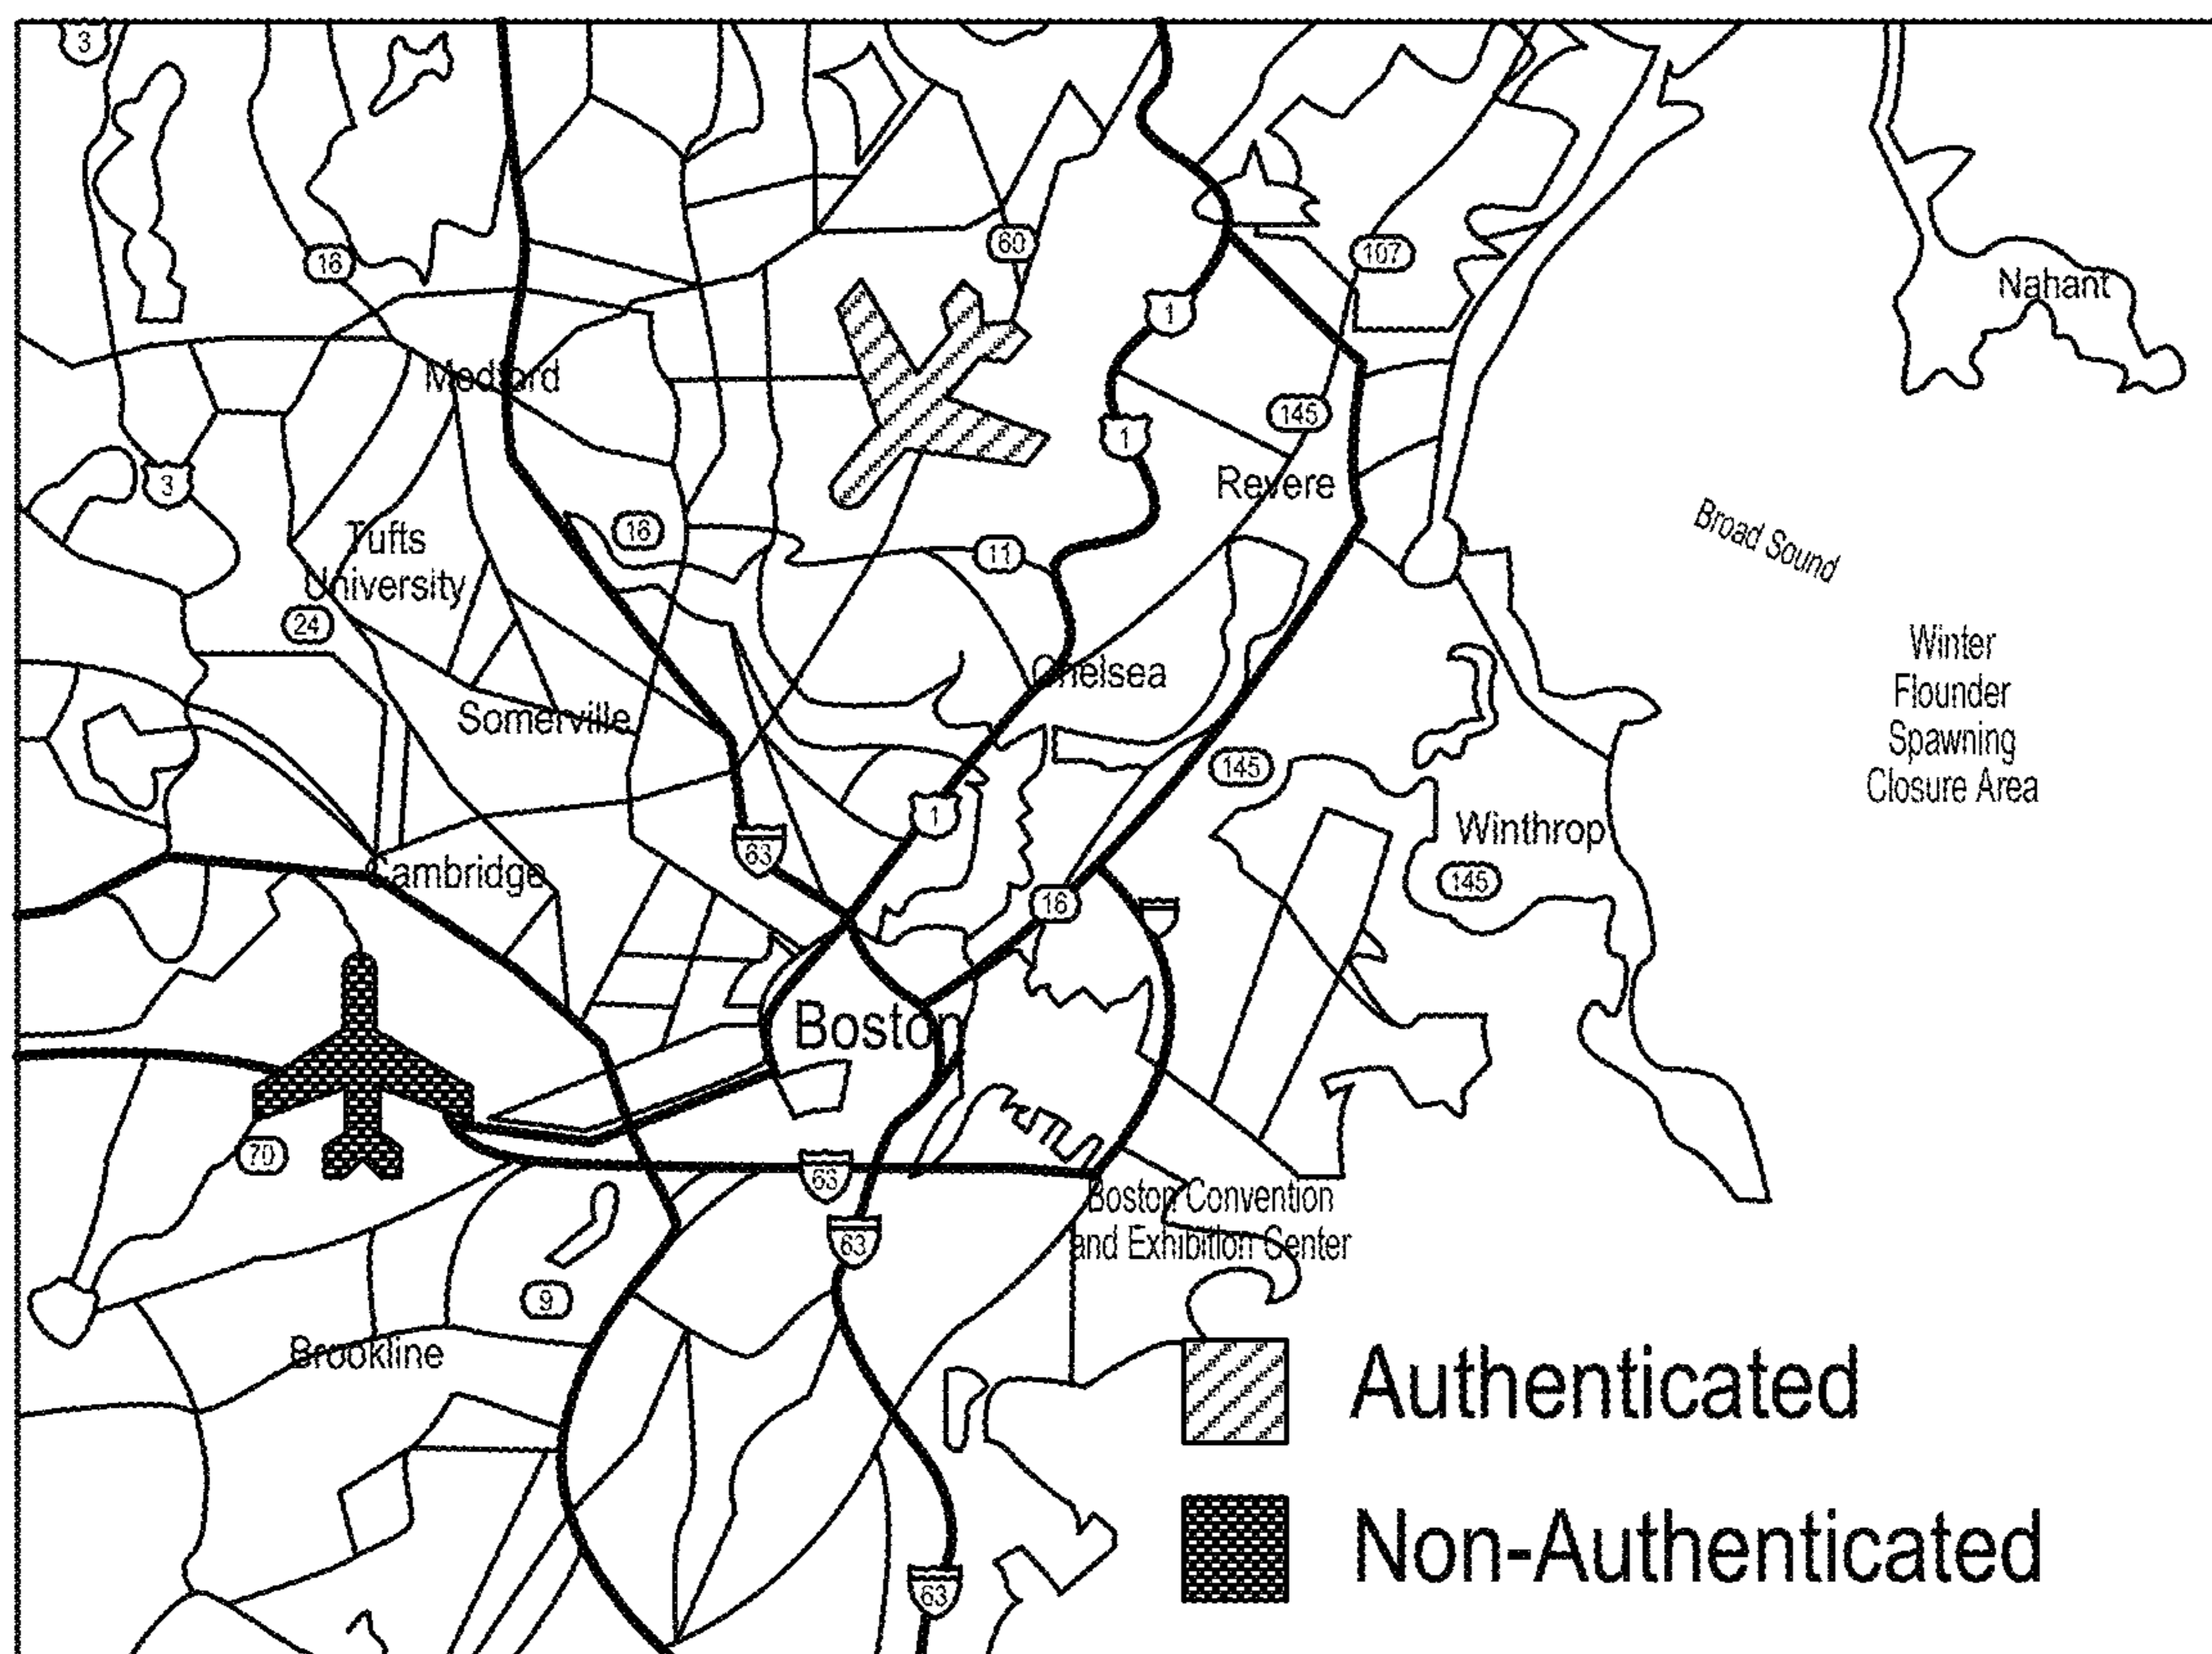 3
16
60
107
Nahant
1
Medford
145
1
3
Revere
Tufts
University
16
11
Broad Sound
24
Winter
Flounder
Spawning
Closure Area
Chelsea
Somerville
145
1
Winthrop
63
Cambridge
145
16
Boston
70
63
Boston Convention
and Exhibition Center
63
9
Brookline
Authenticated
Non-Authenticated
63